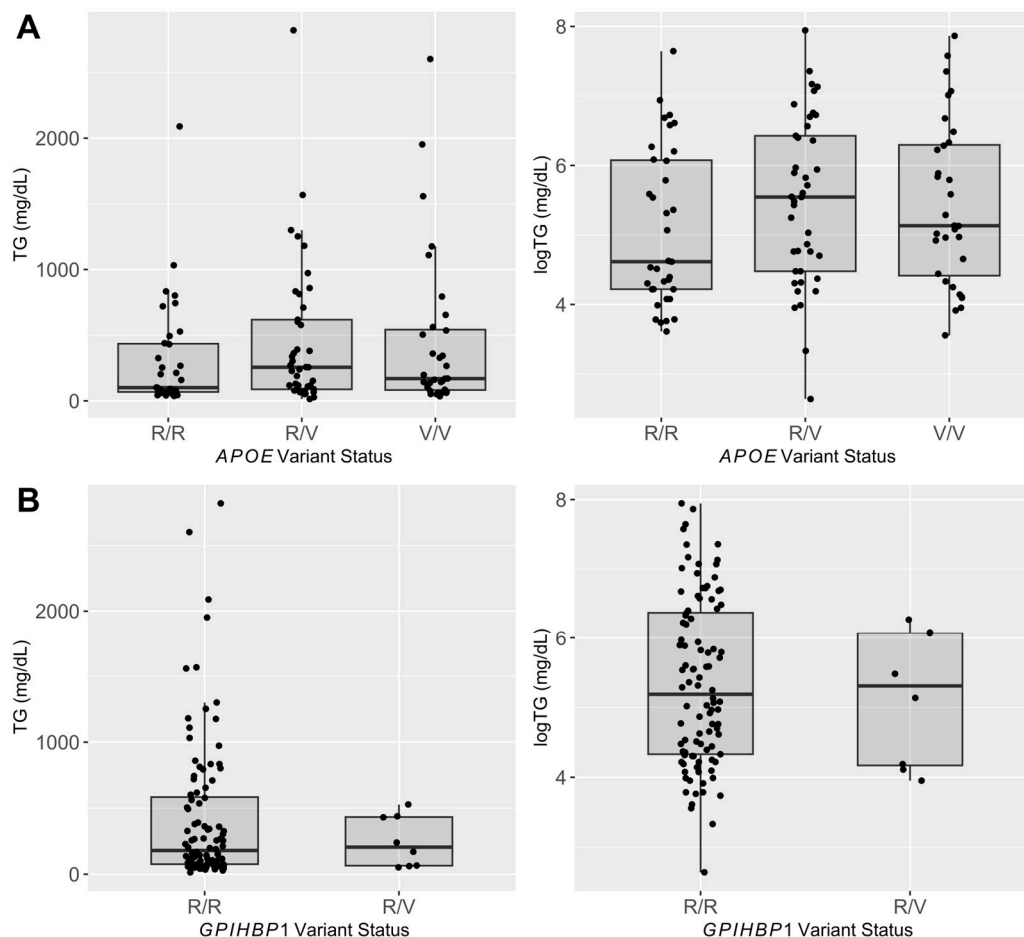 A
TG (mg/dL)
2000
1000
0
R/R R/V V/V
APOE Variant Status
logTG (mg/dL)
8
6
4
R/R R/V V/V
APOE Variant Status
B
TG (mg/dL)
2000
1000
0
R/R R/V
GPIHBP1 Variant Status
logTG (mg/dL)
8
6
4
R/R R/V
GPIHBP1 Variant Status